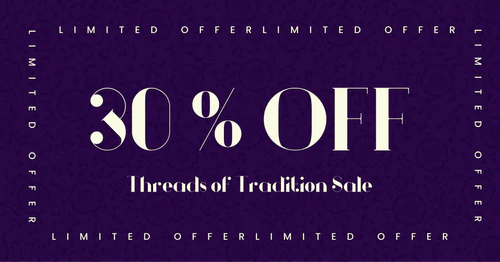 LIMITED OFFERLIMITED OFFER
LIMITED OFFER
30 % OFF
Threads of Tradition Sale
LIMITED OFFER
LIMITED OFFERLIMITED OFFER